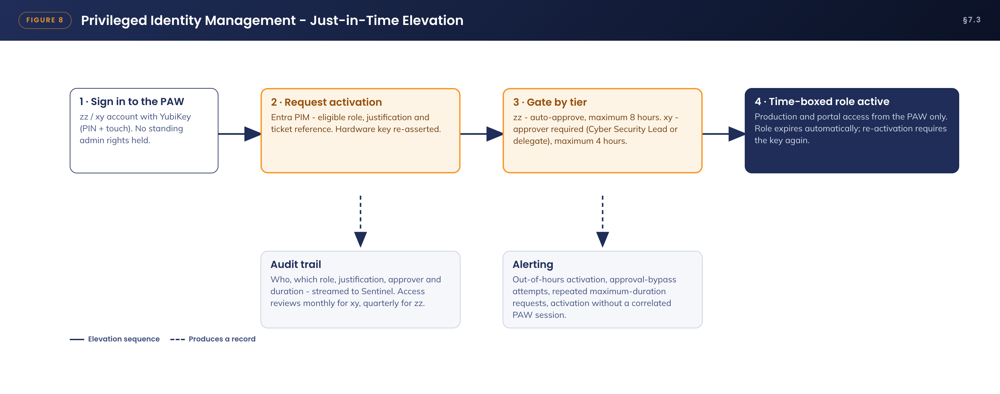 FIGURE 8
Privileged Identity Management - Just-in-Time Elevation
§7.3
1 · Sign in to the PAW
zz / xy account with YubiKey
(PIN + touch). No standing
admin rights held.
2 · Request activation
Entra PIM - eligible role, justification and
ticket reference. Hardware key re-asserted.
3 · Gate by tier
zz - auto-approve, maximum 8 hours. xy -
approver required (Cyber Security Lead or
delegate), maximum 4 hours.
4 · Time-boxed role active
Production and portal access from the PAW only.
Role expires automatically; re-activation requires
the key again.
Audit trail
Who, which role, justification, approver and
duration - streamed to Sentinel. Access
reviews monthly for xy, quarterly for zz.
Alerting
Out-of-hours activation, approval-bypass
attempts, repeated maximum-duration
requests, activation without a correlated
PAW session.
Elevation sequence
Produces a record